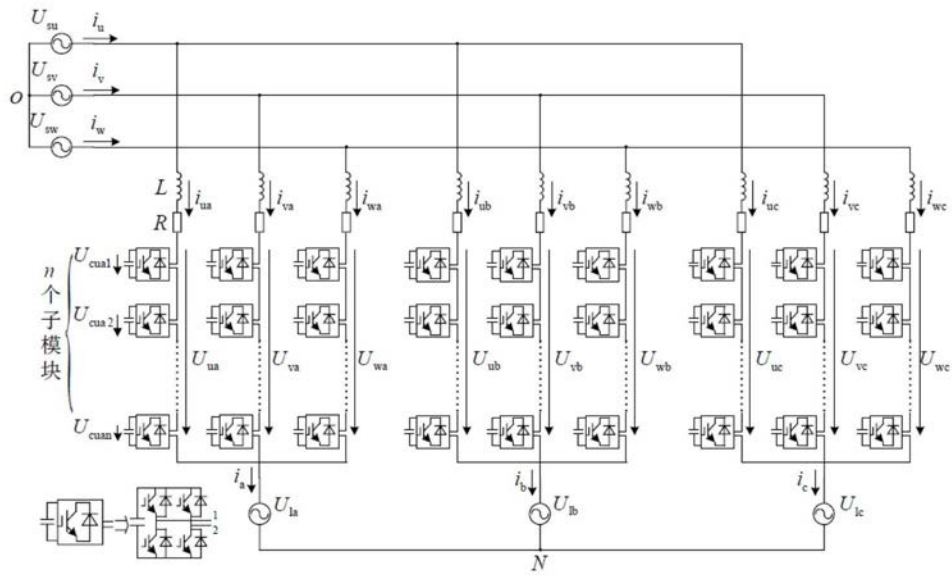 U_su i_u
U_sv i_v
O
U_sw i_w
L i_ua i_va i_wa i_ub i_vb i_wb i_uc i_vc i_wc
R
U_cua1
n个子模块
U_cua2
U_ua U_va U_wa U_ub U_vb U_wb U_uc U_vc U_wc
U_cuan
i_a i_b i_c
U_la U_lb U_lc
1
2
N